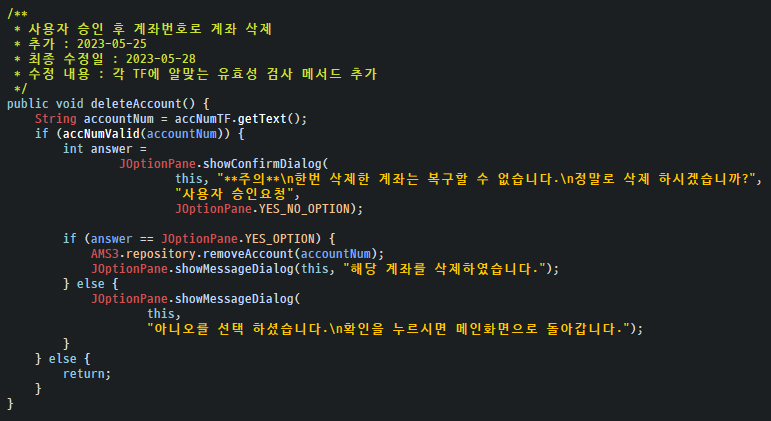 /**
 * 사용자 승인 후 계좌번호로 계좌 삭제
 * 추가 : 2023-05-25
 * 최종 수정일 : 2023-05-28
 * 수정 내용 : 각 TF에 알맞는 유효성 검사 메서드 추가
 */
public void deleteAccount() {
    String accountNum = accNumTF.getText();
    if (accNumValid(accountNum)) {
        int answer =
                JOptionPane.showConfirmDialog(
                        this, "**주의**\n한번 삭제한 계좌는 복구할 수 없습니다.\n정말로 삭제 하시겠습니까?",
                        "사용자 승인요청",
                        JOptionPane.YES_NO_OPTION);

        if (answer == JOptionPane.YES_OPTION) {
            AMS3.repository.removeAccount(accountNum);
            JOptionPane.showMessageDialog(this, "해당 계좌를 삭제하였습니다.");
        } else {
            JOptionPane.showMessageDialog(
                    this,
                    "아니오를 선택 하셨습니다.\n확인을 누르시면 메인화면으로 돌아갑니다.");
        }
    } else {
        return;
    }
}